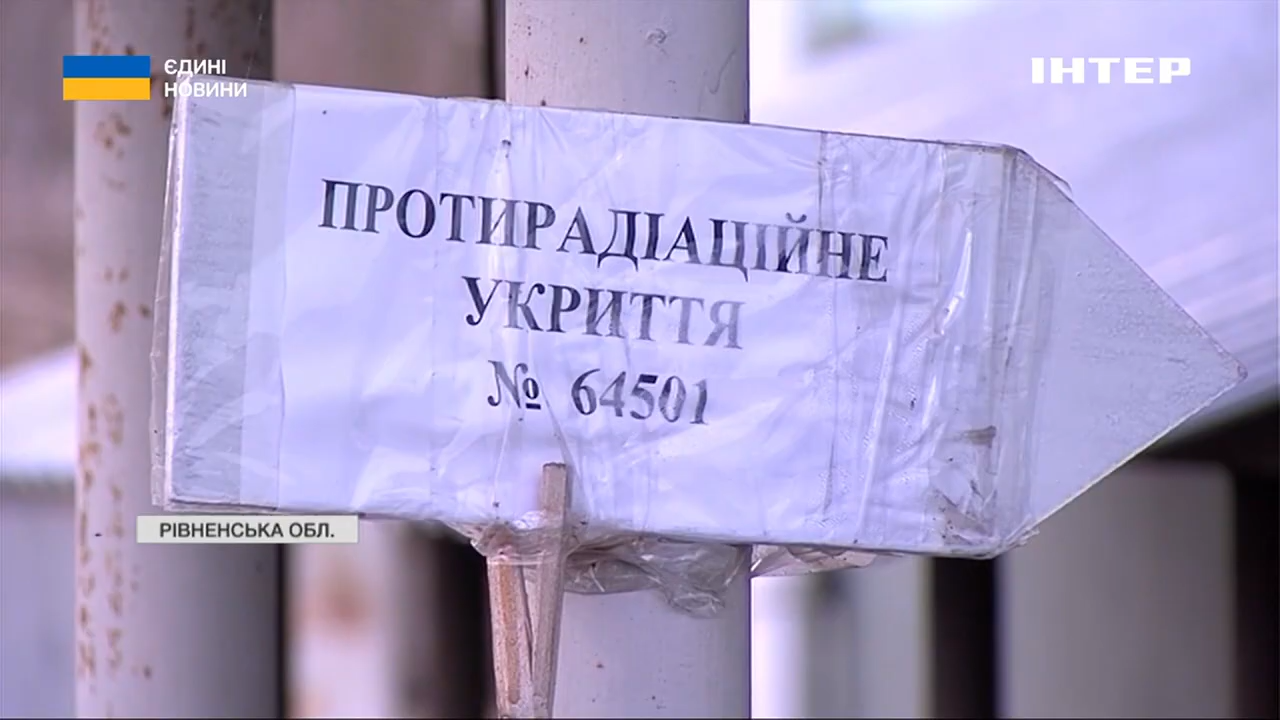 ЄДИНІ
НОВИНИ
ІНТЕР
ПРОТИРАДІАЦІЙНЕ
УКРИТТЯ
№ 64501
РІВНЕНСЬКА ОБЛ.